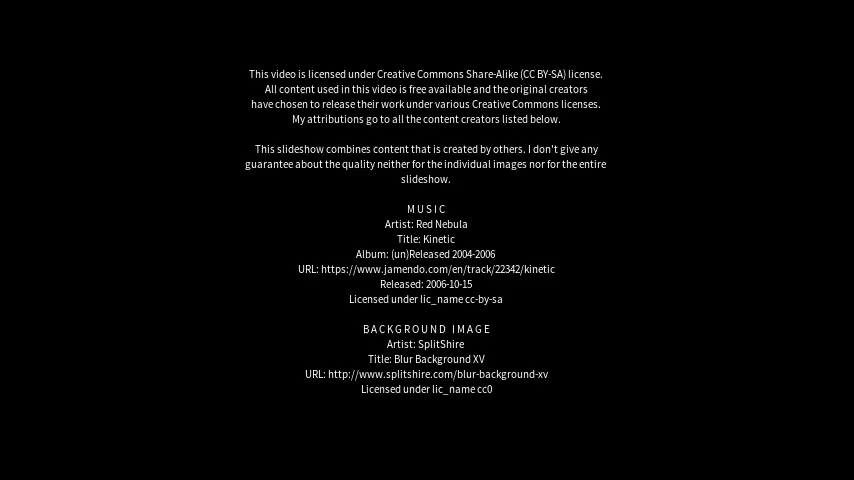 This video is licensed under Creative Commons Share-Alike (CC BY-SA) license.
All content used in this video is free available and the original creators
have chosen to release their work under various Creative Commons licenses.
My attributions go to all the content creators listed below.
This slideshow combines content that is created by others. I don't give any
guarantee about the quality neither for the individual images nor for the entire
slideshow.
MUSIC
Artist: Red Nebula
Title: Kinetic
Album: (un)Released 2004-2006
URL: https://www.jamendo.com/en/track/22342/kinetic
Released: 2006-10-15
Licensed under lic_name cc-by-sa
BACKGROUND IMAGE
Artist: SplitShire
Title: Blur Background XV
URL: http://www.splitshire.com/blur-background-xv
Licensed under lic_name cc0